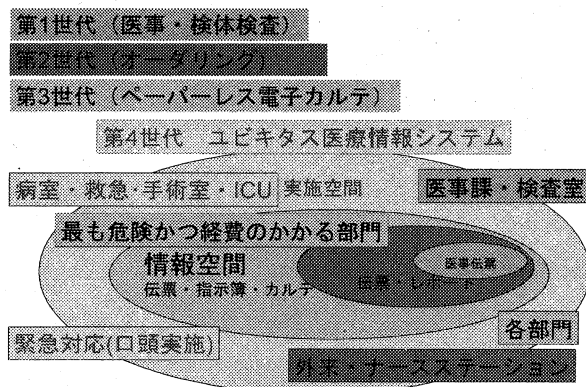 第1世代（医事・検体検査）
第2世代（オーダリング）
第3世代（ペーパーレス電子カルテ）
第4世代　ユビキタス医療情報システム
病室・救急・手術室・ICU 実施空間 医事課・検査室
最も危険かつ経費のかかる部門
情報空間
医事伝票
伝票・指示簿・カルテ 伝票・レポート
各部門
緊急対応(口頭実施)
外来・ナースステーション